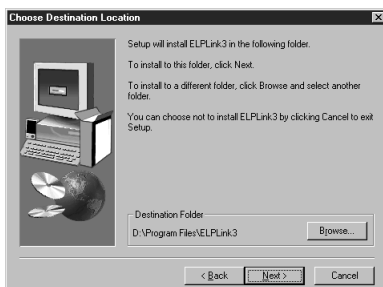 Choose Destination Location
Setup will install ELPLink3 in the following folder.
To install to this folder, click Next.
To install to a different folder, click Browse and select another
folder.
You can choose not to install ELPLink3 by clicking Cancel to exit
Setup.
Destination Folder
D:\Program Files\ELPLink3
Browse...
< Back
Next >
Cancel